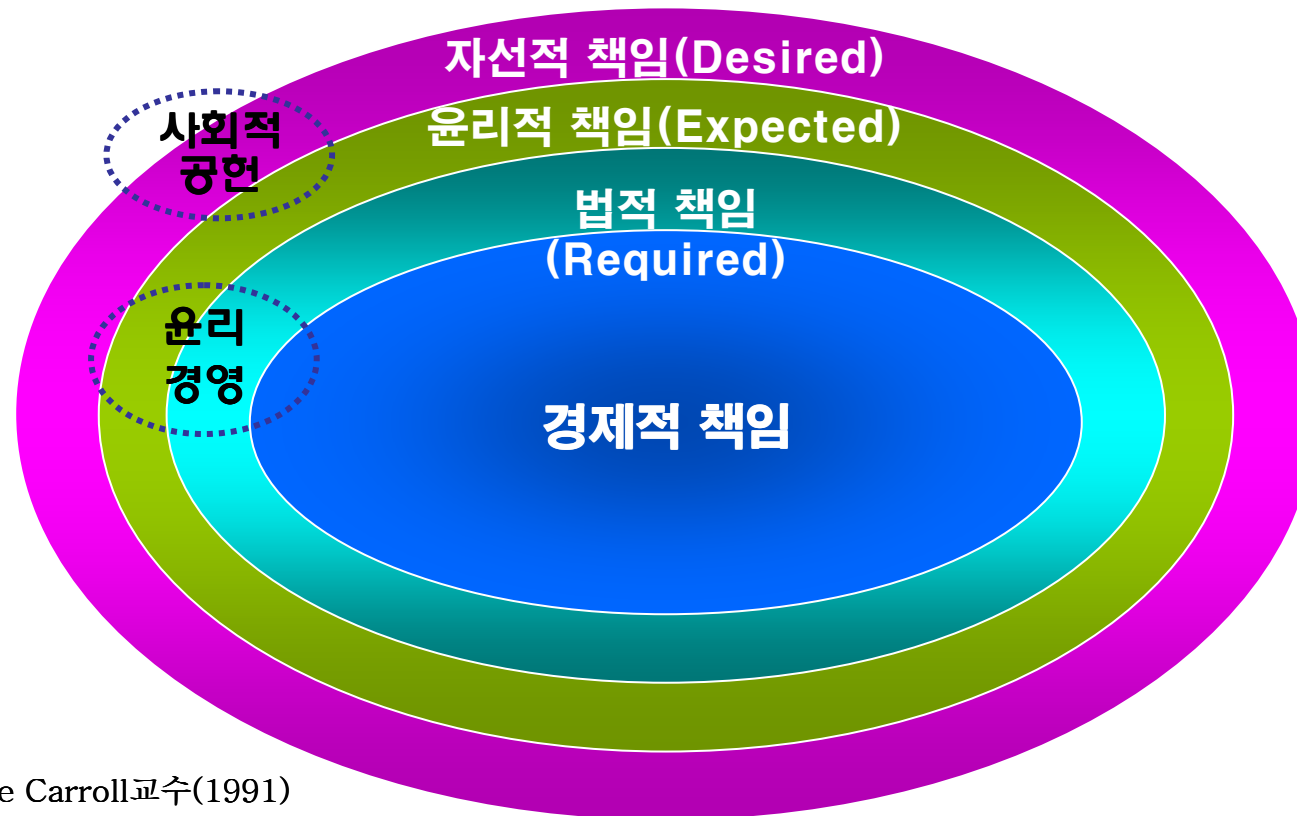 자선적 책임(Desired)
윤리적 책임(Expected)
사회적
공헌
법적 책임
(Required)
윤리
경영
경제적 책임
e Carroll교수(1991)